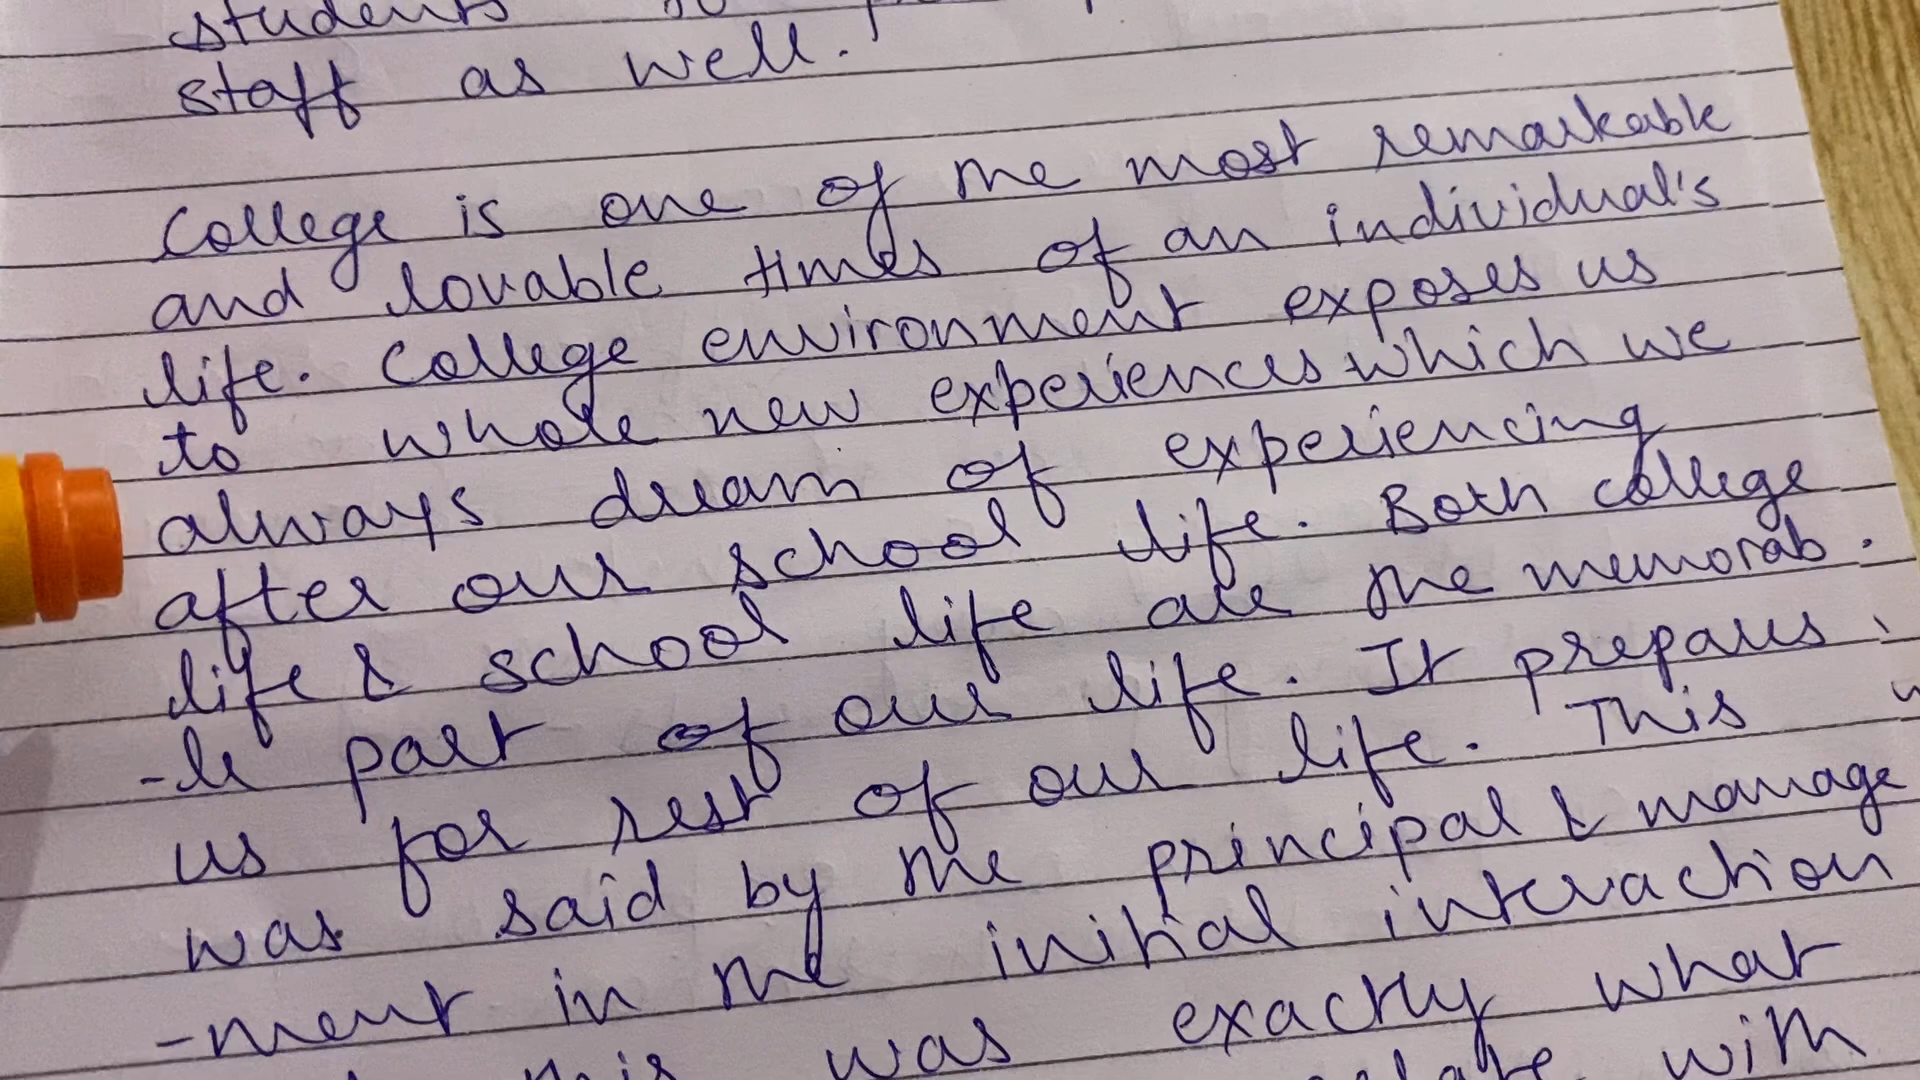 students
staff as well.
College is one of the most remarkable
and lovable times of an individual's
life. College environment exposes us
to whole new experiences which we
always dream of experiencing
after our school life. Both college
life & school life are the memorab-
-le part of our life. It prepares
us for rest of our life. This
was said by the principal & manage
-ment in the initial interaction
this was exactly what
with